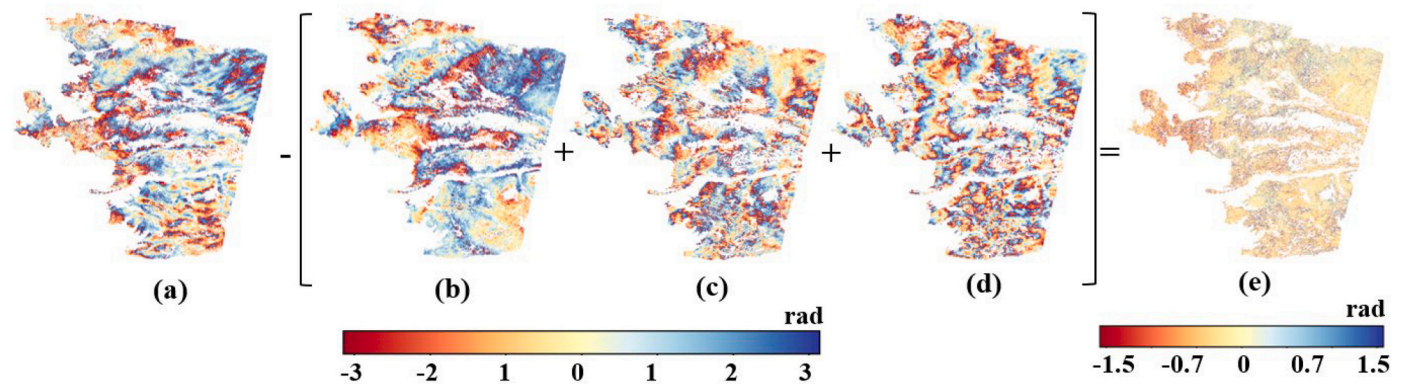 - + + =
(a) (b) (c) (d) (e)
rad rad
-3 -2 1 0 1 2 3
-1.5 -0.7 0 0.7 1.5